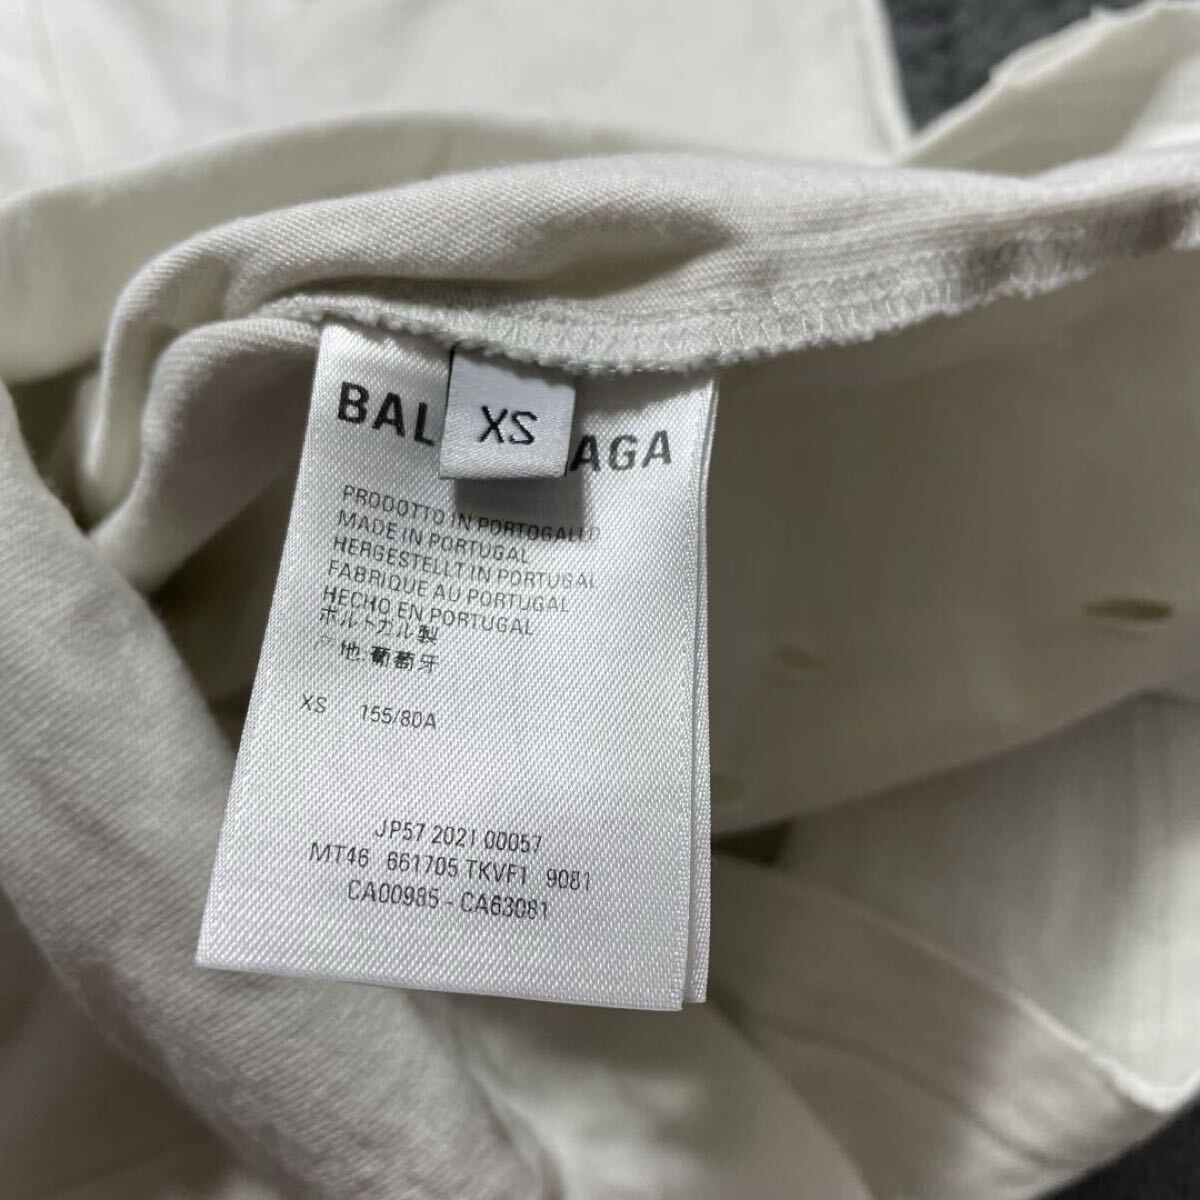 BAL AGA
XS
PRODOTTO IN PORTOGALLO
MADE IN PORTUGAL
HERGESTELLT IN PORTUGAL
FABRIQUE AU PORTUGAL
HECHO EN PORTUGAL
ポルトガル製
地:葡萄牙
XS 155/80A
JP57 2021 00057
MT46 661705 TKVF1 9081
CA00985 - CA63081